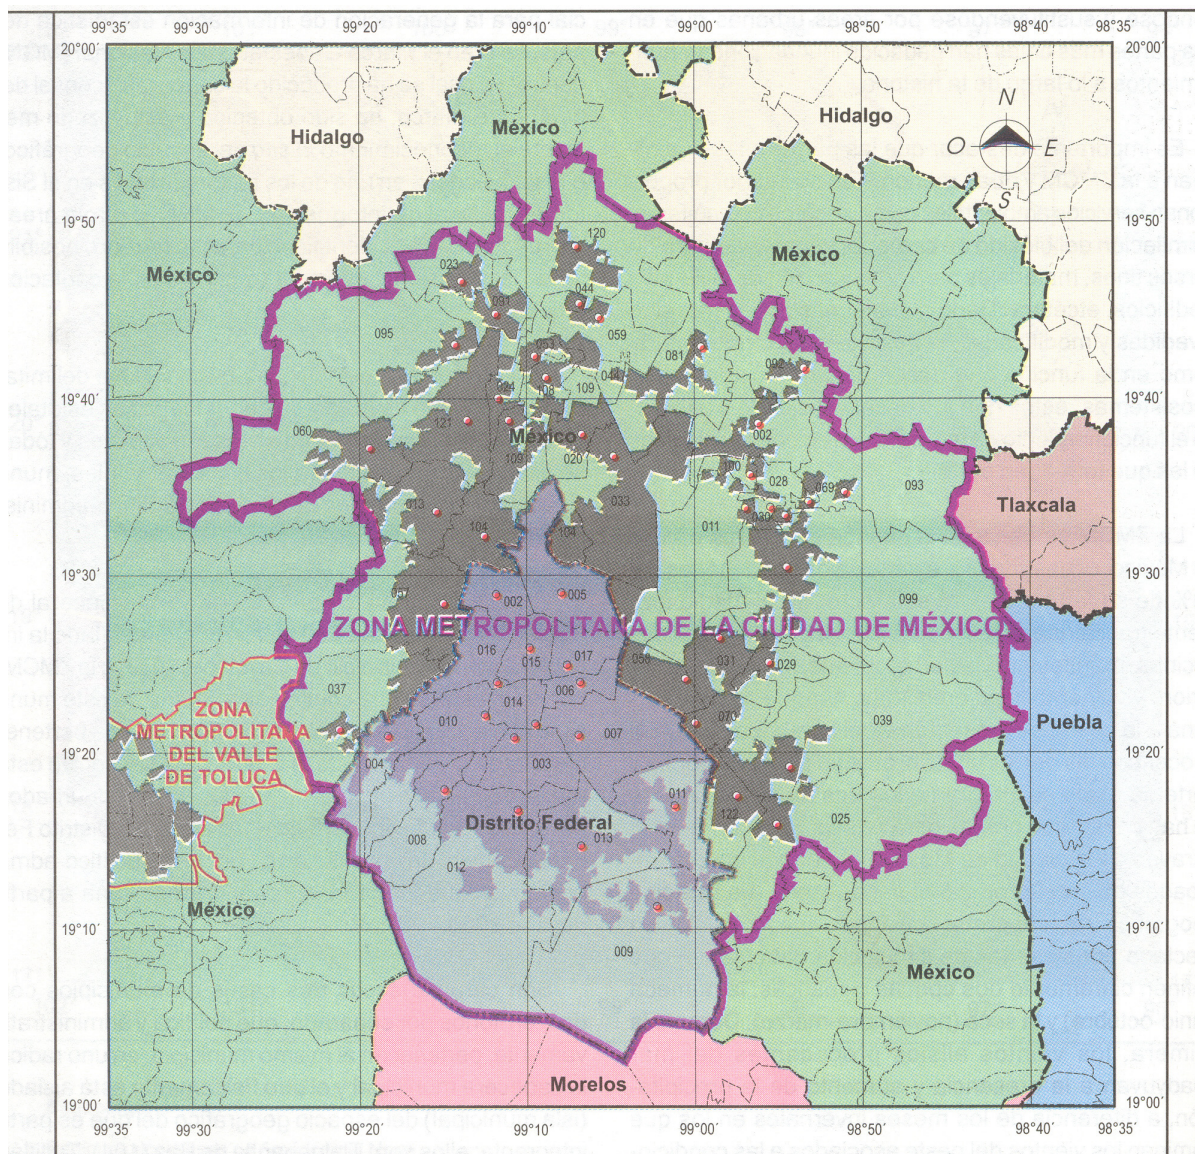 99°35' 99°30' 99°20' 99°10' 99°00' 98°50' 98°40' 98°35'
20°00' 20°00'
Hidalgo México Hidalgo
N
O E
S
19°50' 19°50'
México México
120
023
044
091
095 059
053 081
092
044
024 108 109
19°40' 19°40'
060 121 México 002
109 020 100
028 069 093
Tlaxcala
013 033 011 030
104 104
19°30' 19°30'
057 002 005 099
ZONA METROPOLITANA DE LA CIUDAD DE MÉXICO
016 015 017 058 031 029
037 014 006
ZONA
METROPOLITANA
DEL VALLE
DE TOLUCA
010 007 070 039 Puebla
19°20' 19°20'
004 003
011 122 025
Distrito Federal
008 013
012
México
19°10' 19°10'
009 México
Morelos
19°00' 19°00'
99°35' 99°30' 99°20' 99°10' 99°00' 98°50' 98°40' 98°35'